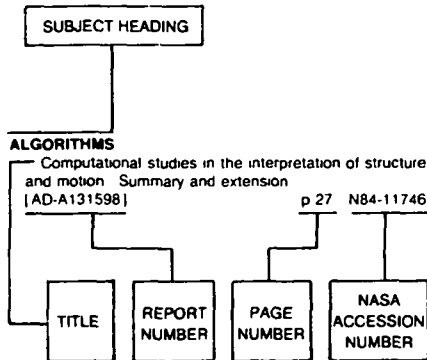 SUBJECT HEADING
ALGORITHMS
Computational studies in the interpretation of structure
and motion Summary and extension
[AD-A131598] p 27 N84-11746
TITLE
REPORT
NUMBER
PAGE
NUMBER
NASA
ACCESSION
NUMBER